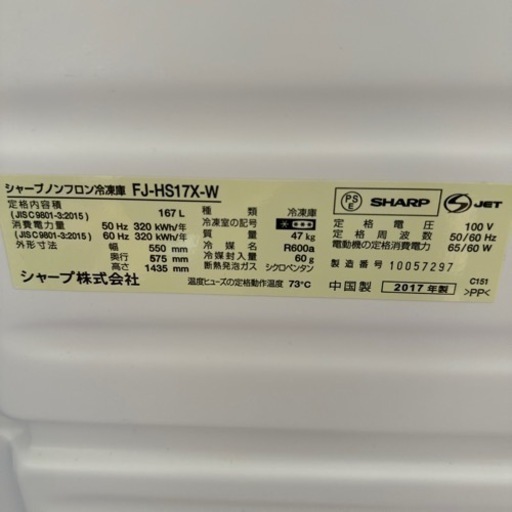 シャープノンフロン冷凍庫 FJ-HS17X-W
定格内容積
(JISC9801-3:2015) 167 L
消費電力量 50 Hz 320 kWh/年
(JISC9801-3:2015) 60 Hz 320 kWh/年
外形寸法 幅 550 mm
奥行 575 mm
高さ 1435 mm
シャープ株式会社
種類 冷凍庫
冷凍室の記号
質量 47 kg
冷媒名 R600a
冷媒封入量 60 g
断熱発泡ガス シクロペンタン
温度ヒューズの定格動作温度 73℃
PS
E
SHARP
JET
定格電圧 100 V
定格周波数 50/60 Hz
電動機の定格消費電力 65/60 W
製造番号 10057297
中国製 2017年製
C151
>PP<